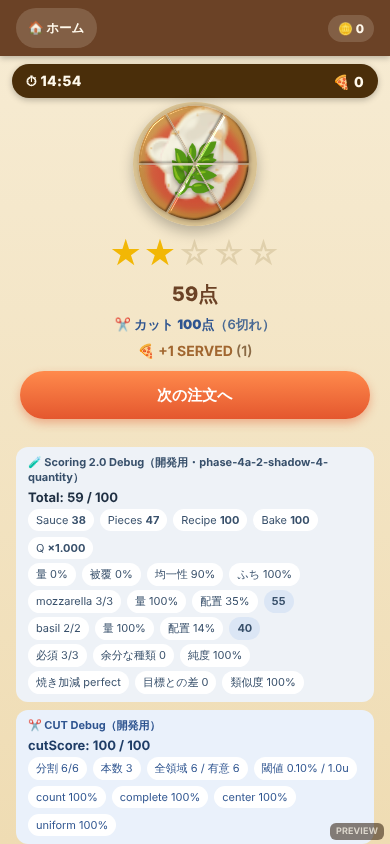 🏠 ホーム
🪙 0
⏱ 14:54
🍕 0
★★☆☆☆
59点
✂️ カット 100点（6切れ）
🍕 +1 SERVED (1)
次の注文へ
🧪 Scoring 2.0 Debug（開発用・phase-4a-2-shadow-4-
quantity）
Total: 59 / 100
Sauce 38 Pieces 47 Recipe 100 Bake 100
Q ×1.000
量 0% 被覆 0% 均一性 90% ふち 100%
mozzarella 3/3 量 100% 配置 35% 55
basil 2/2 量 100% 配置 14% 40
必須 3/3 余分な種類 0 純度 100%
焼き加減 perfect 目標との差 0 類似度 100%
✂️ CUT Debug（開発用）
cutScore: 100 / 100
分割 6/6 本数 3 全領域 6 / 有意 6 閾値 0.10% / 1.0u
count 100% complete 100% center 100%
uniform 100%
PREVIEW